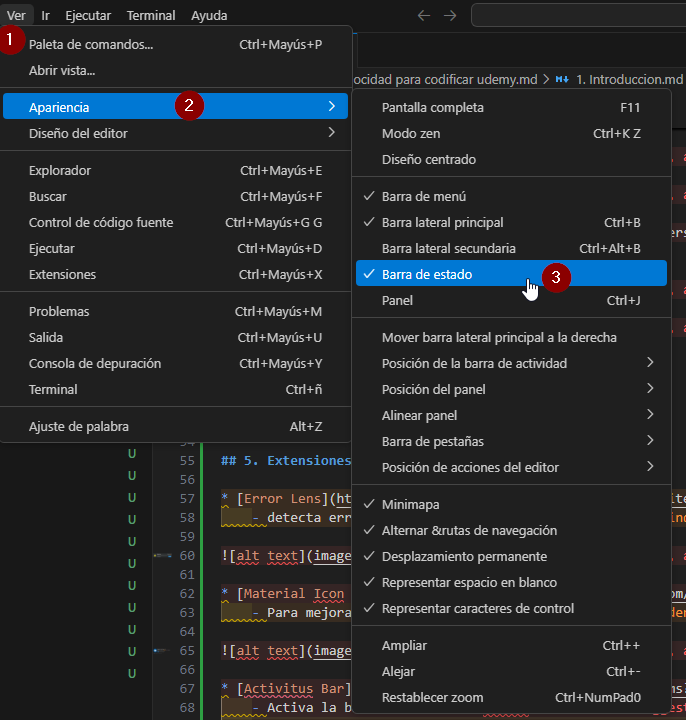 Ver Ir Ejecutar Terminal Ayuda
1
Paleta de comandos... Ctrl+Mayús+P
Abrir vista...
Apariencia 2
Diseño del editor
Explorador Ctrl+Mayús+E
Buscar Ctrl+Mayús+F
Control de código fuente Ctrl+Mayús+G G
Ejecutar Ctrl+Mayús+D
Extensiones Ctrl+Mayús+X
Problemas Ctrl+Mayús+M
Salida Ctrl+Mayús+U
Consola de depuración Ctrl+Mayús+Y
Terminal Ctrl+ñ
Ajuste de palabra Alt+Z
ocidad para codificar udemy.md > 1. Introduccion.md
Pantalla completa F11
Modo zen Ctrl+K Z
Diseño centrado
Barra de menú
Barra lateral principal Ctrl+B
Barra lateral secundaria Ctrl+Alt+B
Barra de estado 3
Panel Ctrl+J
Mover barra lateral principal a la derecha
Posición de la barra de actividad
Posición del panel
Alinear panel
Barra de pestañas
Posición de acciones del editor
Minimapa
Alternar &rutas de navegación
Desplazamiento permanente
Representar espacio en blanco
Representar caracteres de control
Ampliar Ctrl++
Alejar Ctrl+-
Restablecer zoom Ctrl+NumPad0
U 55 ## 5. Extensiones
U 56
U 57 * [Error Lens](ht
U 58 - detecta err
U 59
U 60 ![alt text](image
U 61
U 62 * [Material Icon
U 63 - Para mejora
U 64
U 65 ![alt text](image
U 66
67 * [Activitus Bar]
68 - Activa la b